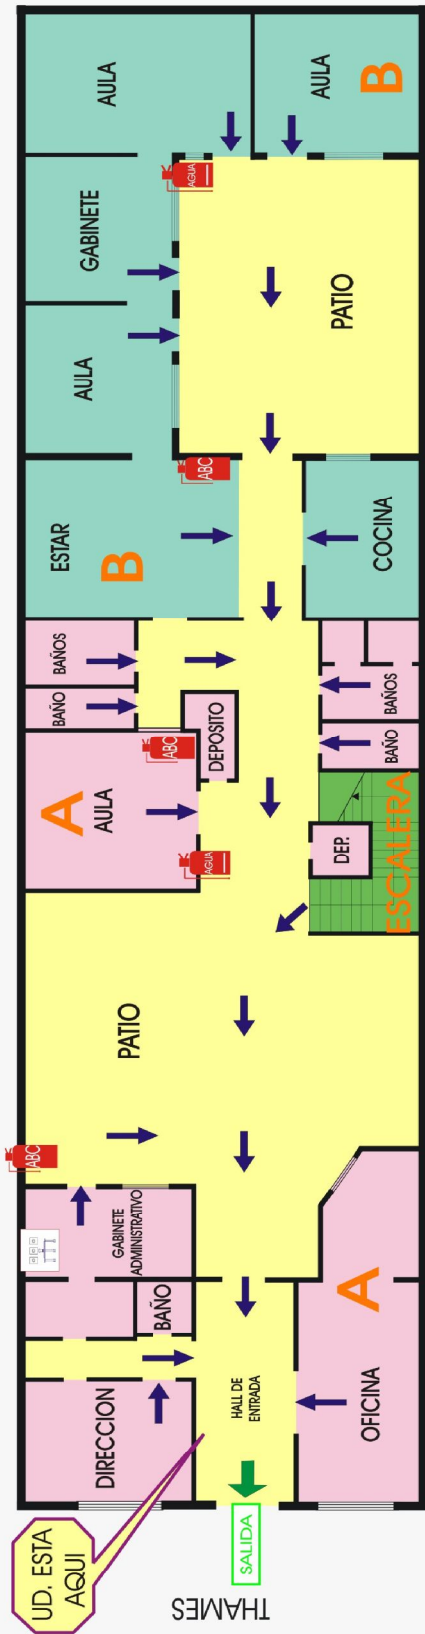 AULA
AULA
B
AGUA
GABINETE
PATIO
AULA
ABC
ESTAR
B
COCINA
BAÑOS
BAÑO
BAÑOS
BAÑO
DEPOSITO
ABC
A
AULA
AGUA
DEP.
ESCALERA
PATIO
ABC
GABINETE
ADMINISTRATIVO
A
BAÑO
HALL DE
ENTRADA
DIRECCION
OFICINA
UD. ESTA
AQUI
SALIDA
THAMES